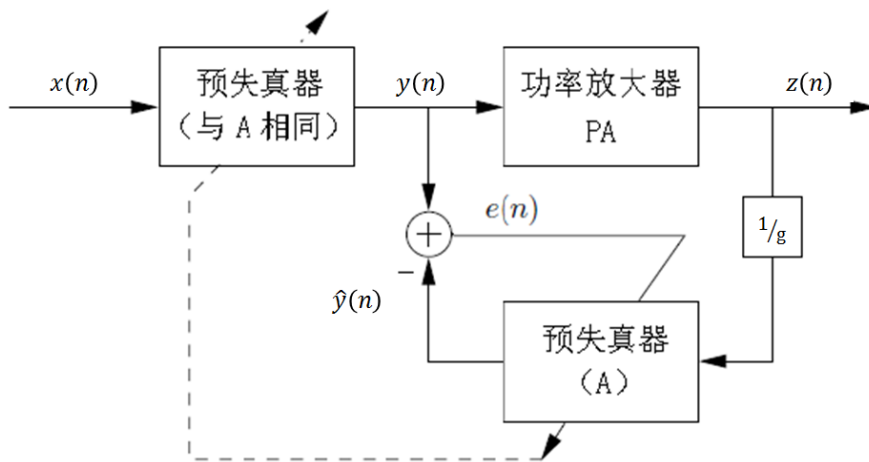 x(n)
预失真器
（与 A 相同）
y(n)
功率放大器
PA
z(n)
e(n)
1/g
−
ŷ(n)
预失真器
（A）